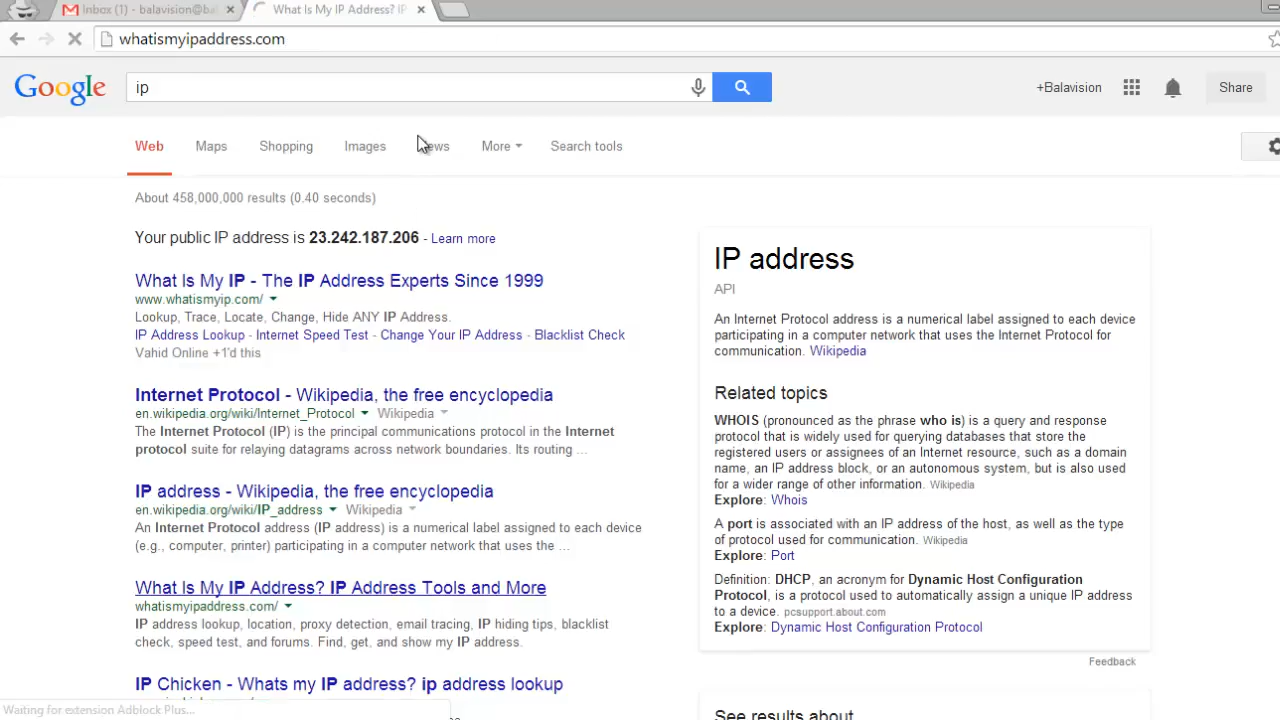 Inbox (1) - balavision@ba
What Is My IP Address? IP
whatismyipaddress.com
Google
ip
+Balavision
Share
Web
Maps
Shopping
Images
News
More
Search tools
About 458,000,000 results (0.40 seconds)
Your public IP address is 23.242.187.206 - Learn more
What Is My IP - The IP Address Experts Since 1999
www.whatismyip.com/
Lookup, Trace, Locate, Change, Hide ANY IP Address.
IP Address Lookup - Internet Speed Test - Change Your IP Address - Blacklist Check
Vahid Online +1'd this
Internet Protocol - Wikipedia, the free encyclopedia
en.wikipedia.org/wiki/Internet_Protocol Wikipedia
The Internet Protocol (IP) is the principal communications protocol in the Internet
protocol suite for relaying datagrams across network boundaries. Its routing ...
IP address - Wikipedia, the free encyclopedia
en.wikipedia.org/wiki/IP_address Wikipedia
An Internet Protocol address (IP address) is a numerical label assigned to each device
(e.g., computer, printer) participating in a computer network that uses the ...
What Is My IP Address? IP Address Tools and More
whatismyipaddress.com/
IP address lookup, location, proxy detection, email tracing, IP hiding tips, blacklist
check, speed test, and forums. Find, get, and show my IP address.
IP Chicken - Whats my IP address? ip address lookup
Waiting for extension Adblock Plus...
IP address
API
An Internet Protocol address is a numerical label assigned to each device
participating in a computer network that uses the Internet Protocol for
communication. Wikipedia
Related topics
WHOIS (pronounced as the phrase who is) is a query and response
protocol that is widely used for querying databases that store the
registered users or assignees of an Internet resource, such as a domain
name, an IP address block, or an autonomous system, but is also used
for a wider range of other information. Wikipedia
Explore: Whois
A port is associated with an IP address of the host, as well as the type
of protocol used for communication. Wikipedia
Explore: Port
Definition: DHCP, an acronym for Dynamic Host Configuration
Protocol, is a protocol used to automatically assign a unique IP address
to a device. pcsupport.about.com
Explore: Dynamic Host Configuration Protocol
Feedback
See results about